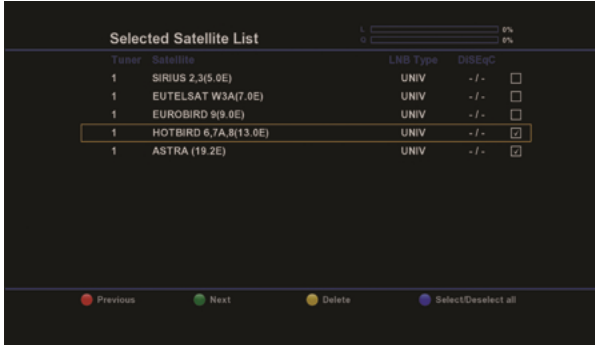 Selected Satellite List
L 0%
Q 0%
Tuner Satellite LNB Type DiSEqC
1 SIRIUS 2,3(5.0E) UNIV - / -
1 EUTELSAT W3A(7.0E) UNIV - / -
1 EUROBIRD 9(9.0E) UNIV - / -
1 HOTBIRD 6,7A,8(13.0E) UNIV - / -
1 ASTRA (19.2E) UNIV - / -
Previous Next Delete Select/Deselect all